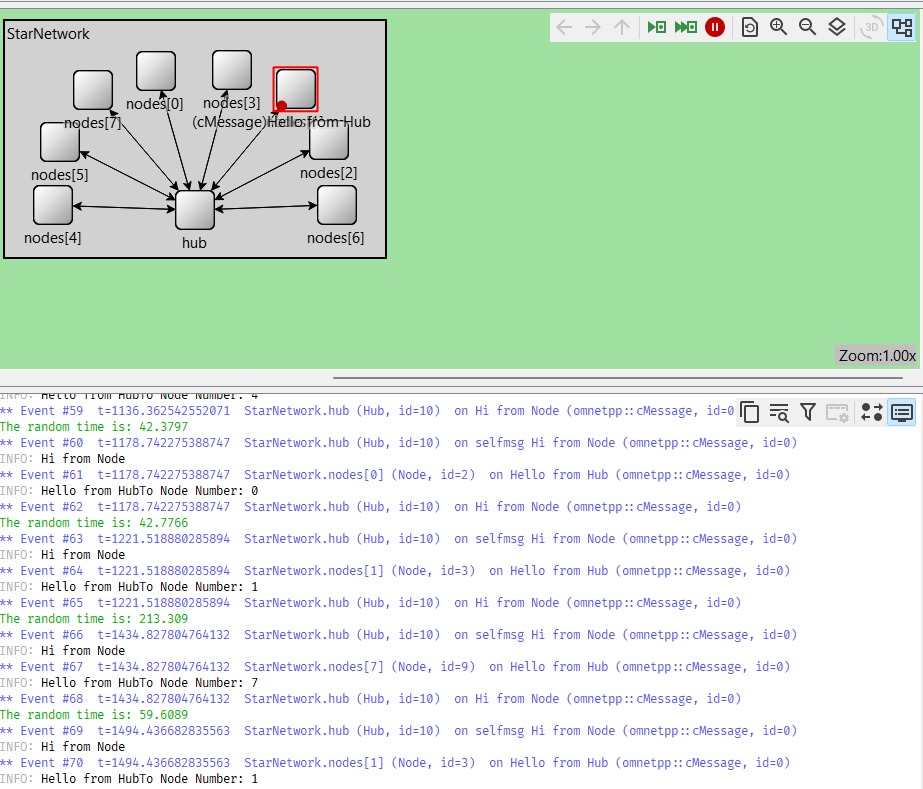 StarNetwork
3D
nodes[0]
nodes[3]
nodes[7]
(cMessage)Hello from Hub
nodes[5]
nodes[2]
nodes[4]
hub
nodes[6]
Zoom:1.00x
INFO: Hello from HubTo Node Number: 4
** Event #59 t=1136.362542552071 StarNetwork.hub (Hub, id=10) on Hi from Node (omnetpp::cMessage, id=0
The random time is: 42.3797
** Event #60 t=1178.742275388747 StarNetwork.hub (Hub, id=10) on selfmsg Hi from Node (omnetpp::cMessage, id=0)
INFO: Hi from Node
** Event #61 t=1178.742275388747 StarNetwork.nodes[0] (Node, id=2) on Hello from Hub (omnetpp::cMessage, id=0)
INFO: Hello from HubTo Node Number: 0
** Event #62 t=1178.742275388747 StarNetwork.hub (Hub, id=10) on Hi from Node (omnetpp::cMessage, id=0)
The random time is: 42.7766
** Event #63 t=1221.518880285894 StarNetwork.hub (Hub, id=10) on selfmsg Hi from Node (omnetpp::cMessage, id=0)
INFO: Hi from Node
** Event #64 t=1221.518880285894 StarNetwork.nodes[1] (Node, id=3) on Hello from Hub (omnetpp::cMessage, id=0)
INFO: Hello from HubTo Node Number: 1
** Event #65 t=1221.518880285894 StarNetwork.hub (Hub, id=10) on Hi from Node (omnetpp::cMessage, id=0)
The random time is: 213.309
** Event #66 t=1434.827804764132 StarNetwork.hub (Hub, id=10) on selfmsg Hi from Node (omnetpp::cMessage, id=0)
INFO: Hi from Node
** Event #67 t=1434.827804764132 StarNetwork.nodes[7] (Node, id=9) on Hello from Hub (omnetpp::cMessage, id=0)
INFO: Hello from HubTo Node Number: 7
** Event #68 t=1434.827804764132 StarNetwork.hub (Hub, id=10) on Hi from Node (omnetpp::cMessage, id=0)
The random time is: 59.6089
** Event #69 t=1494.436682835563 StarNetwork.hub (Hub, id=10) on selfmsg Hi from Node (omnetpp::cMessage, id=0)
INFO: Hi from Node
** Event #70 t=1494.436682835563 StarNetwork.nodes[1] (Node, id=3) on Hello from Hub (omnetpp::cMessage, id=0)
INFO: Hello from HubTo Node Number: 1